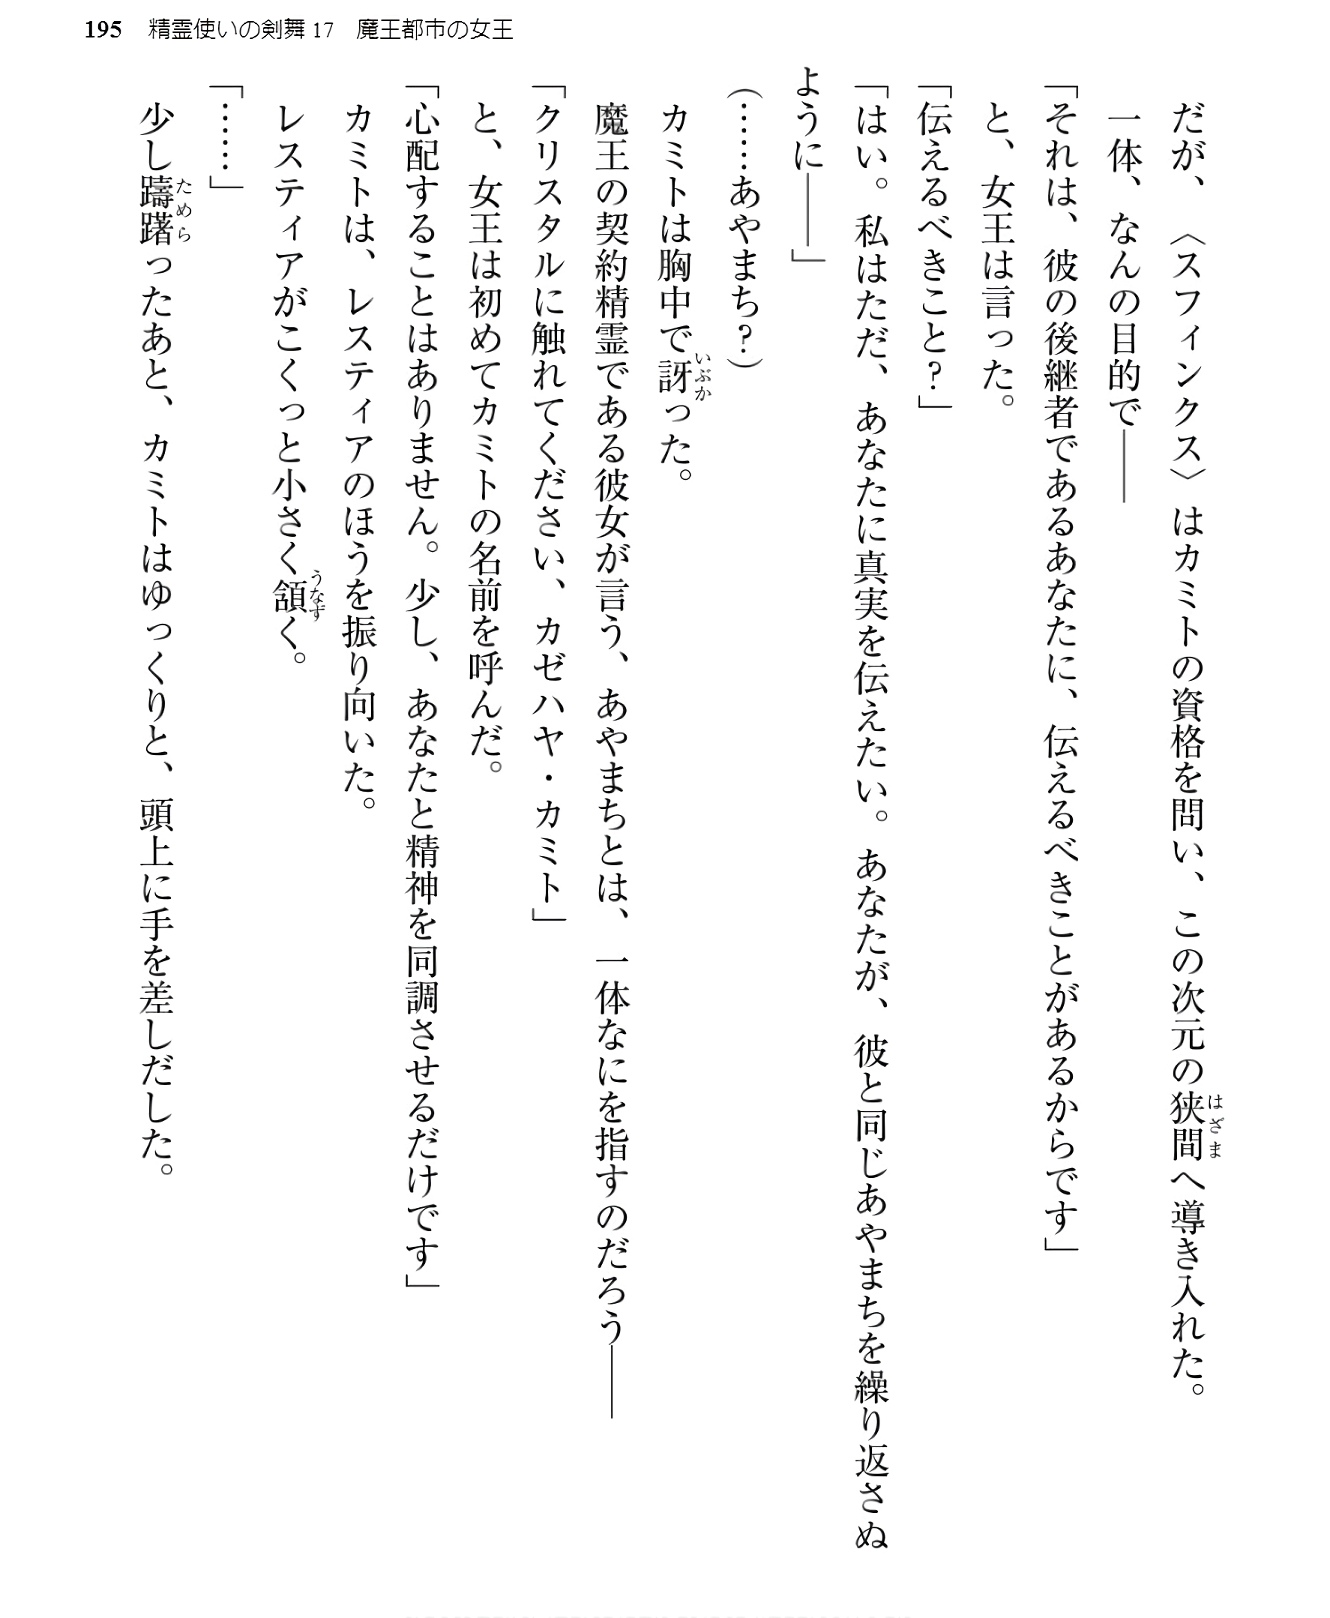 195　精霊使いの剣舞17　魔王都市の女王
だが、〈スフィンクス〉はカミトの資格を問い、この次元の狭間へ導き入れた。
一体、なんの目的で――
「それは、彼の後継者であるあなたに、伝えるべきことがあるからです」
と、女王は言った。
「伝えるべきこと？」
「はい。私はただ、あなたに真実を伝えたい。あなたが、彼と同じあやまちを繰り返さぬ
ように――」
（……あやまち？）
カミトは胸中で訝った。
魔王の契約精霊である彼女が言う、あやまちとは、一体なにを指すのだろう――
「クリスタルに触れてください、カゼハヤ・カミト」
と、女王は初めてカミトの名前を呼んだ。
「心配することはありません。少し、あなたと精神を同調させるだけです」
カミトは、レスティアのほうを振り向いた。
レスティアがこくっと小さく頷く。
「……」
少し躊躇ったあと、カミトはゆっくりと、頭上に手を差しだした。